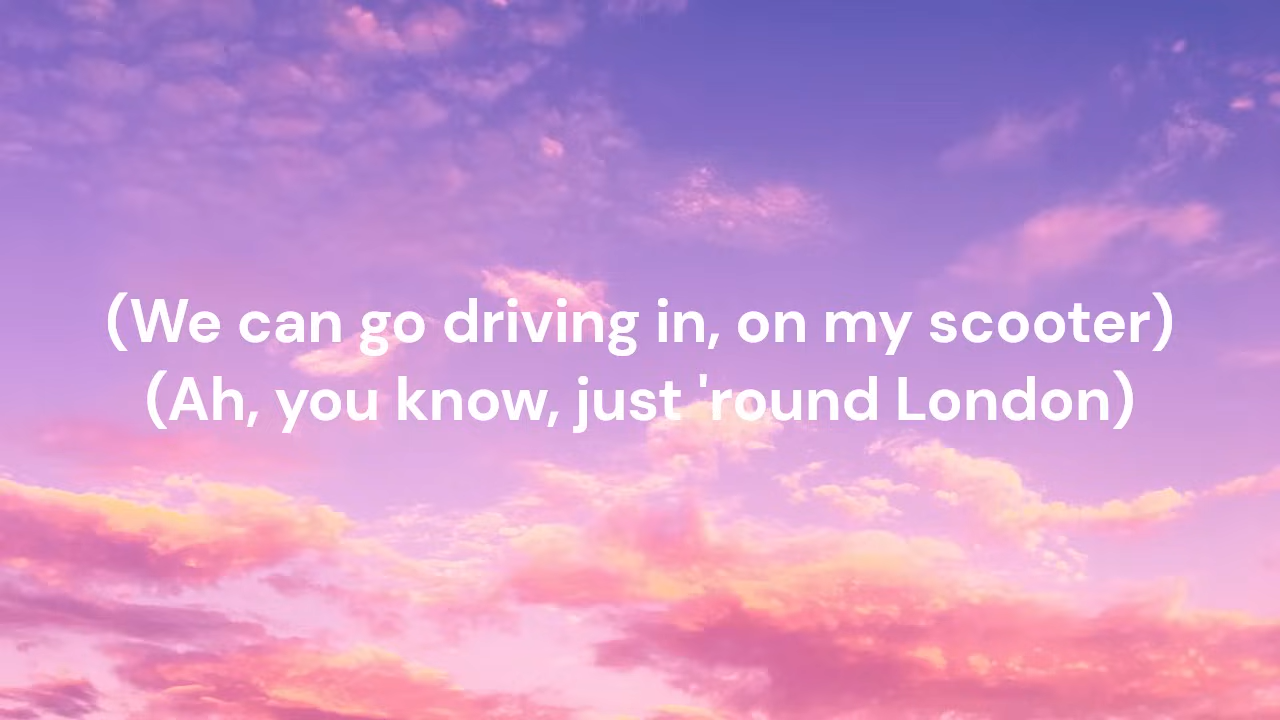 (We can go driving in, on my scooter)
(Ah, you know, just 'round London)